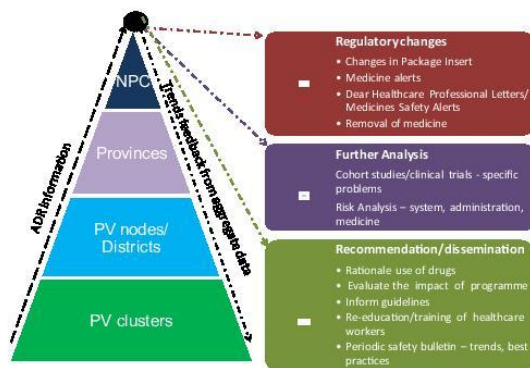 NPC
Provinces
PV nodes/
Districts
PV clusters
ADR information
Trends feedback from aggregate data
Regulatory changes
• Changes in Package Insert
• Medicine alerts
• Dear Healthcare Professional Letters/
Medicines Safety Alerts
• Removal of medicine
Further Analysis
Cohort studies/clinical trials - specific
problems
Risk Analysis – system, administration,
medicine
Recommendation/dissemination
• Rationale use of drugs
• Evaluate the impact of programme
• Inform guidelines
• Re-education/training of healthcare
workers
• Periodic safety bulletin – trends, best
practices